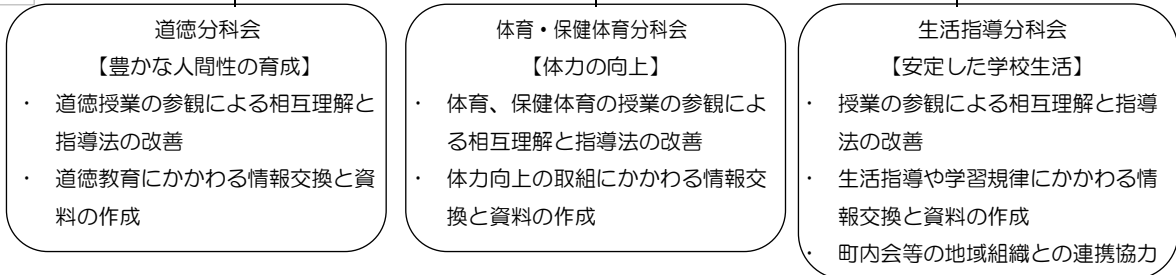 道徳分科会
【豊かな人間性の育成】
・ 道徳授業の参観による相互理解と
指導法の改善
・ 道徳教育にかかわる情報交換と資
料の作成
体育・保健体育分科会
【体力の向上】
・ 体育、保健体育の授業の参観によ
る相互理解と指導法の改善
・ 体力向上の取組にかかわる情報交
換と資料の作成
生活指導分科会
【安定した学校生活】
・ 授業の参観による相互理解と指導
法の改善
・ 生活指導や学習規律にかかわる情
報交換と資料の作成
・ 町内会等の地域組織との連携協力